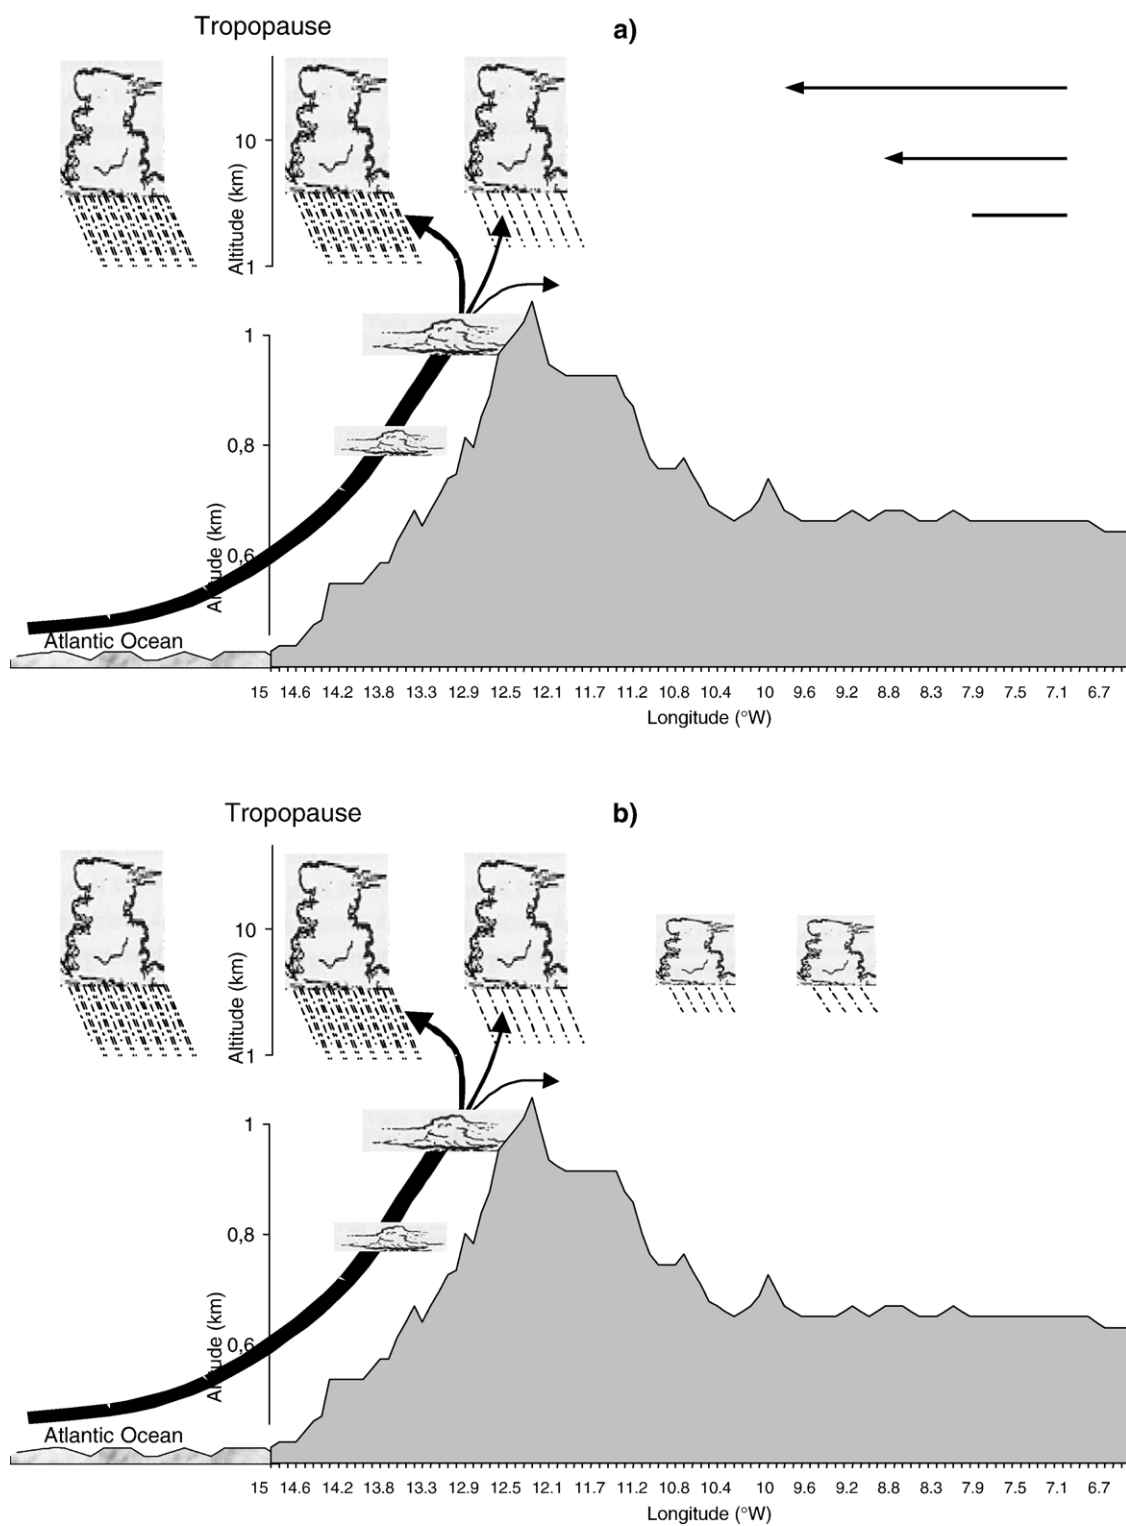 Tropopause
a)
10
Altitude (km)
1
1
0,8
0,6
Altitude (km)
Atlantic Ocean
15 14.6 14.2 13.8 13.3 12.9 12.5 12.1 11.7 11.2 10.8 10.4 10 9.6 9.2 8.8 8.3 7.9 7.5 7.1 6.7
Longitude (°W)
Tropopause
b)
10
Altitude (km)
1
1
0,8
0,6
Altitude (km)
Atlantic Ocean
15 14.6 14.2 13.8 13.3 12.9 12.5 12.1 11.7 11.2 10.8 10.4 10 9.6 9.2 8.8 8.3 7.9 7.5 7.1 6.7
Longitude (°W)